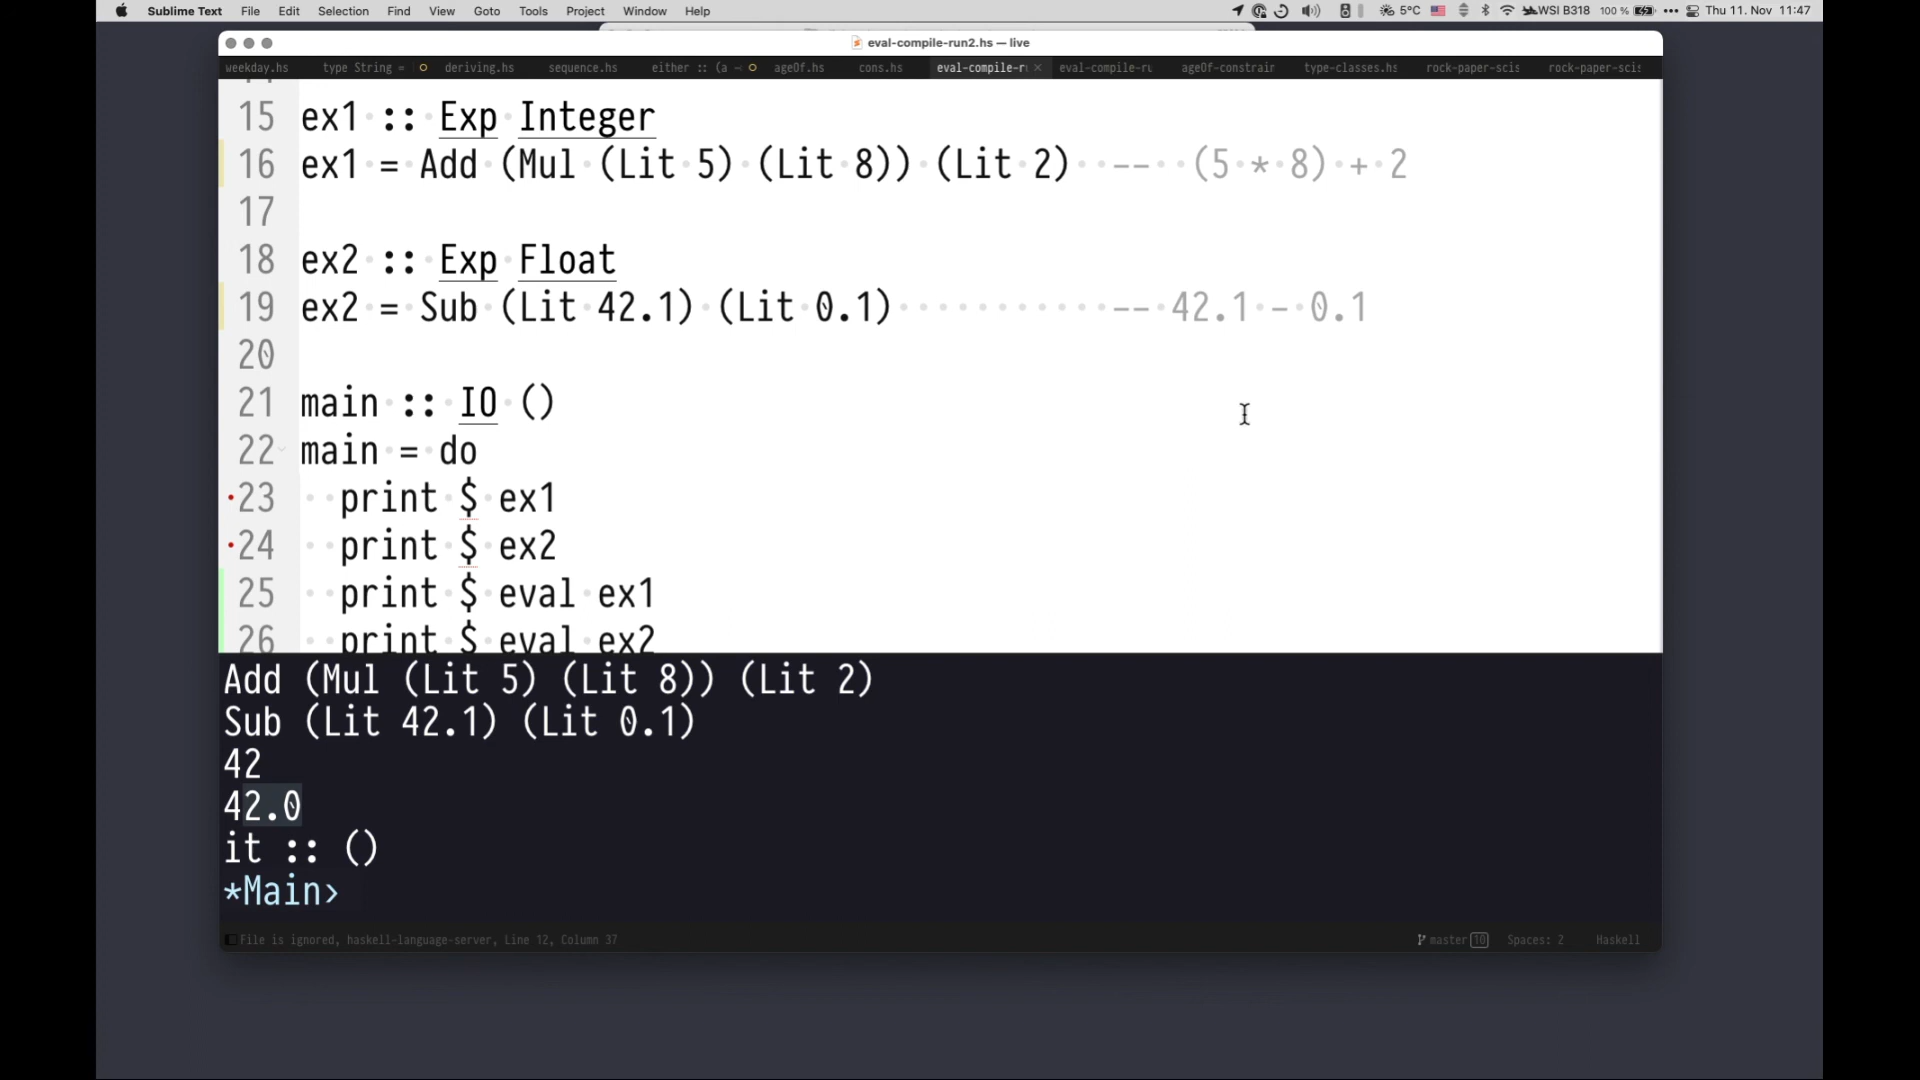 Sublime Text File Edit Selection Find View Goto Tools Project Window Help 5°C WSI B318 100 % Thu 11. Nov 11:47
eval-compile-run2.hs — live
weekday.hs type String = deriving.hs sequence.hs either :: (a ageOf.hs cons.hs eval-compile-r eval-compile-ru ageOf-constrair type-classes.hs rock-paper-scis rock-paper-scis
15 ex1 :: Exp Integer
16 ex1 = Add (Mul (Lit 5) (Lit 8)) (Lit 2) -- (5 * 8) + 2
17
18 ex2 :: Exp Float
19 ex2 = Sub (Lit 42.1) (Lit 0.1) -- 42.1 - 0.1
20
21 main :: IO ()
22 main = do
23 print $ ex1
24 print $ ex2
25 print $ eval ex1
26 print $ eval ex2
Add (Mul (Lit 5) (Lit 8)) (Lit 2)
Sub (Lit 42.1) (Lit 0.1)
42
42.0
it :: ()
*Main>
File is ignored, haskell-language-server, Line 12, Column 37 master 10 Spaces: 2 Haskell